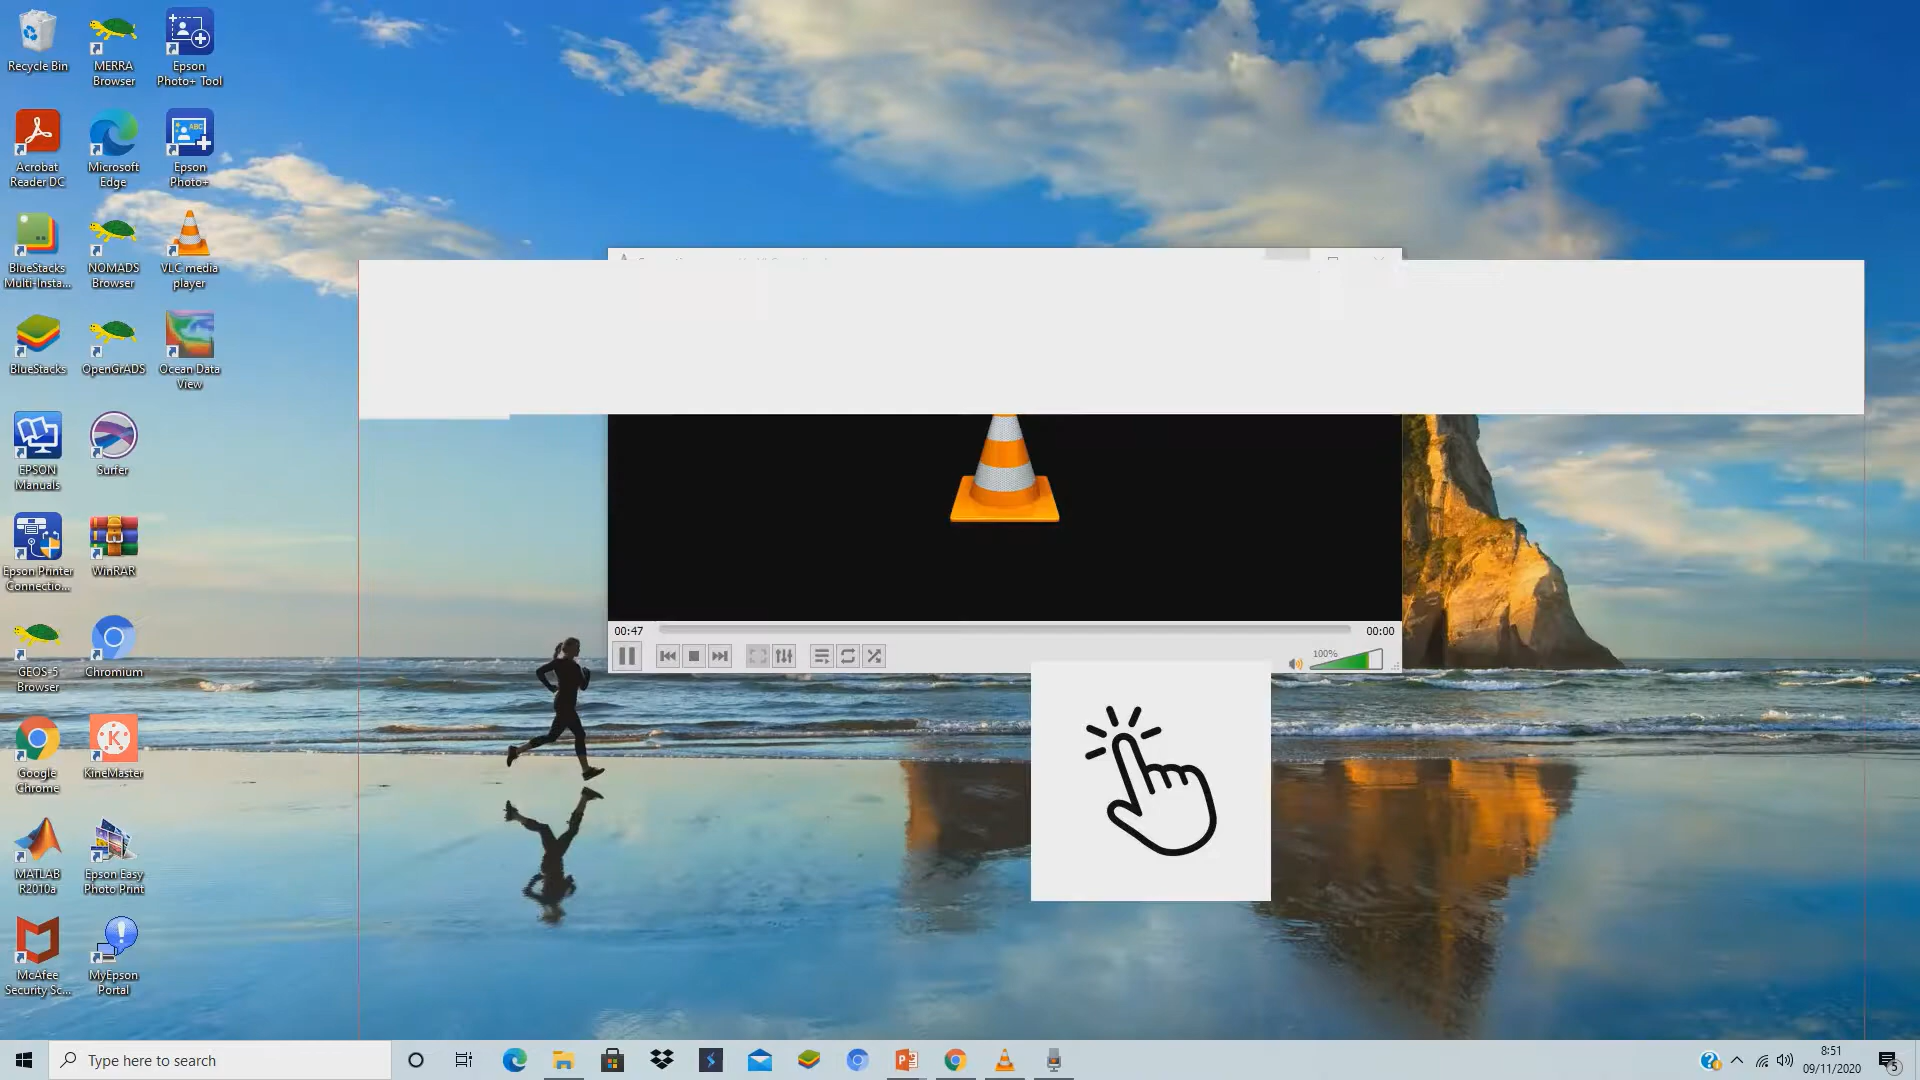 Recycle Bin
MERRA
Browser
Epson
Photo+ Tool
Acrobat
Reader DC
Microsoft
Edge
Epson
Photo+
BlueStacks
Multi-Insta...
NOMADS
Browser
VLC media
player
BlueStacks
OpenGrADS
Ocean Data
View
EPSON
Manuals
Surfer
Epson Printer
Connectio...
WinRAR
GEOS-5
Browser
Chromium
Google
Chrome
KineMaster
MATLAB
R2010a
Epson Easy
Photo Print
McAfee
Security Sc...
MyEpson
Portal
00:47
00:00
100%
Type here to search
8:51
09/11/2020
5